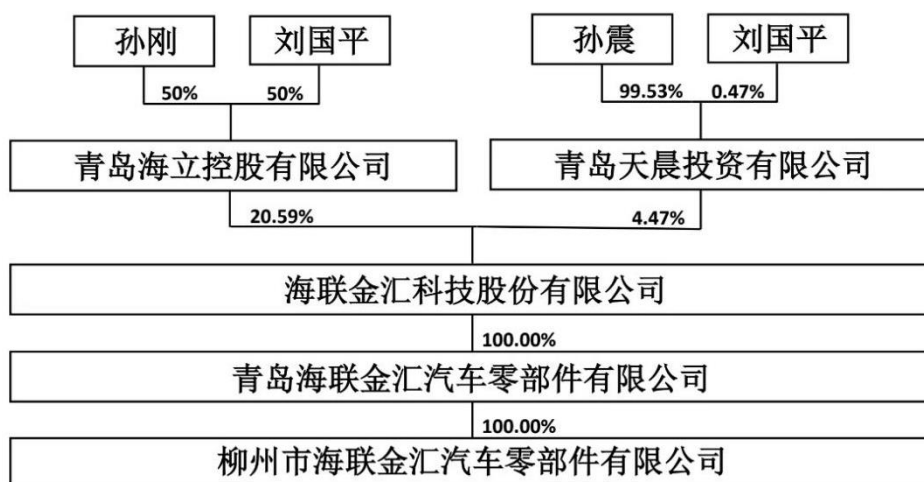 孙刚
刘国平
孙震
刘国平
50%
50%
99.53%
0.47%
青岛海立控股有限公司
青岛天晨投资有限公司
20.59%
4.47%
海联金汇科技股份有限公司
100.00%
青岛海联金汇汽车零部件有限公司
100.00%
柳州市海联金汇汽车零部件有限公司